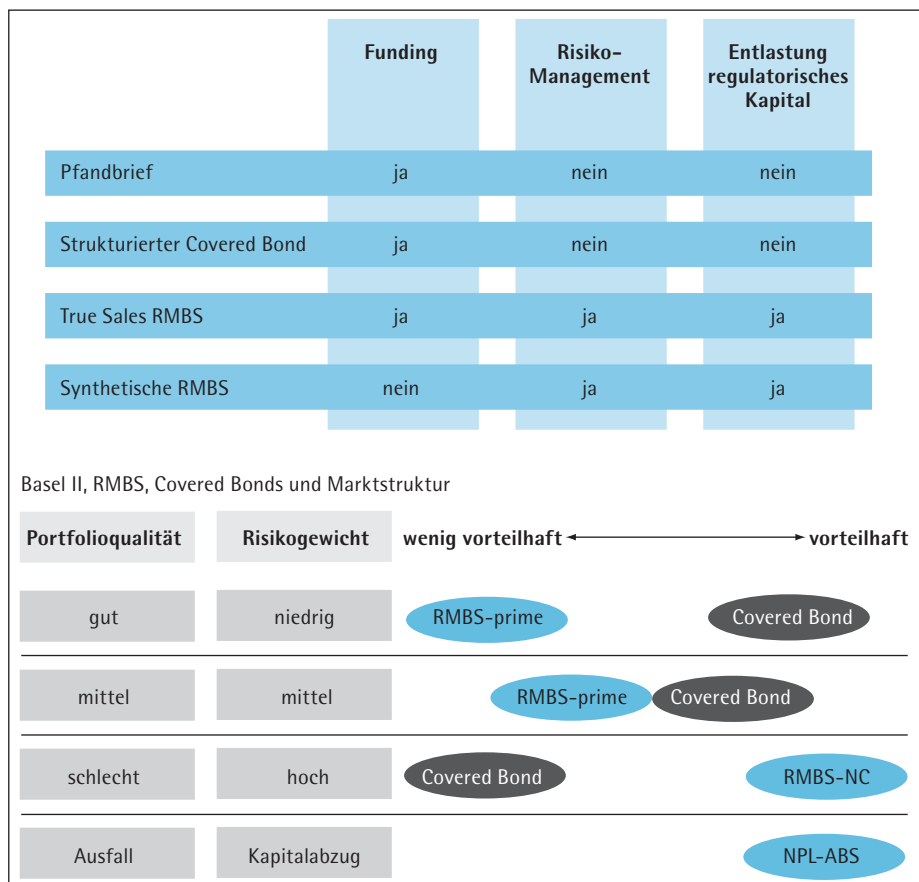 Funding Risiko-Management Entlastung regulatorisches Kapital
Pfandbrief ja nein nein
Strukturierter Covered Bond ja nein nein
True Sales RMBS ja ja ja
Synthetische RMBS nein ja ja
Basel II, RMBS, Covered Bonds und Marktstruktur
Portfolioqualität Risikogewicht wenig vorteilhaft vorteilhaft
gut niedrig RMBS-prime Covered Bond
mittel mittel RMBS-prime Covered Bond
schlecht hoch Covered Bond RMBS-NC
Ausfall Kapitalabzug NPL-ABS